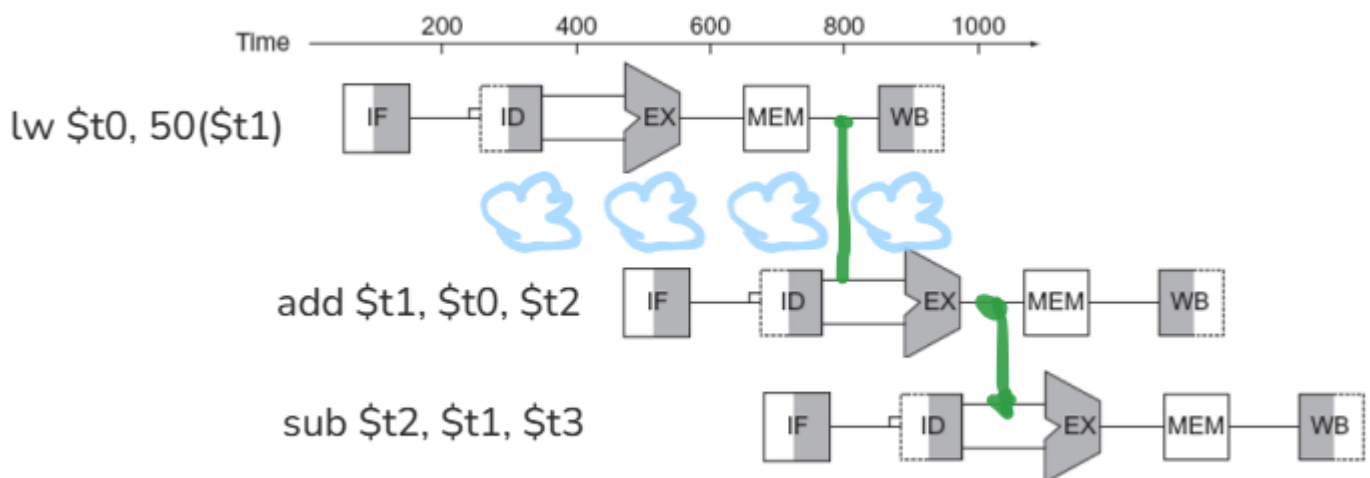 Time 200 400 600 800 1000
lw $t0, 50($t1) IF ID EX MEM WB
add $t1, $t0, $t2 IF ID EX MEM WB
sub $t2, $t1, $t3 IF ID EX MEM WB